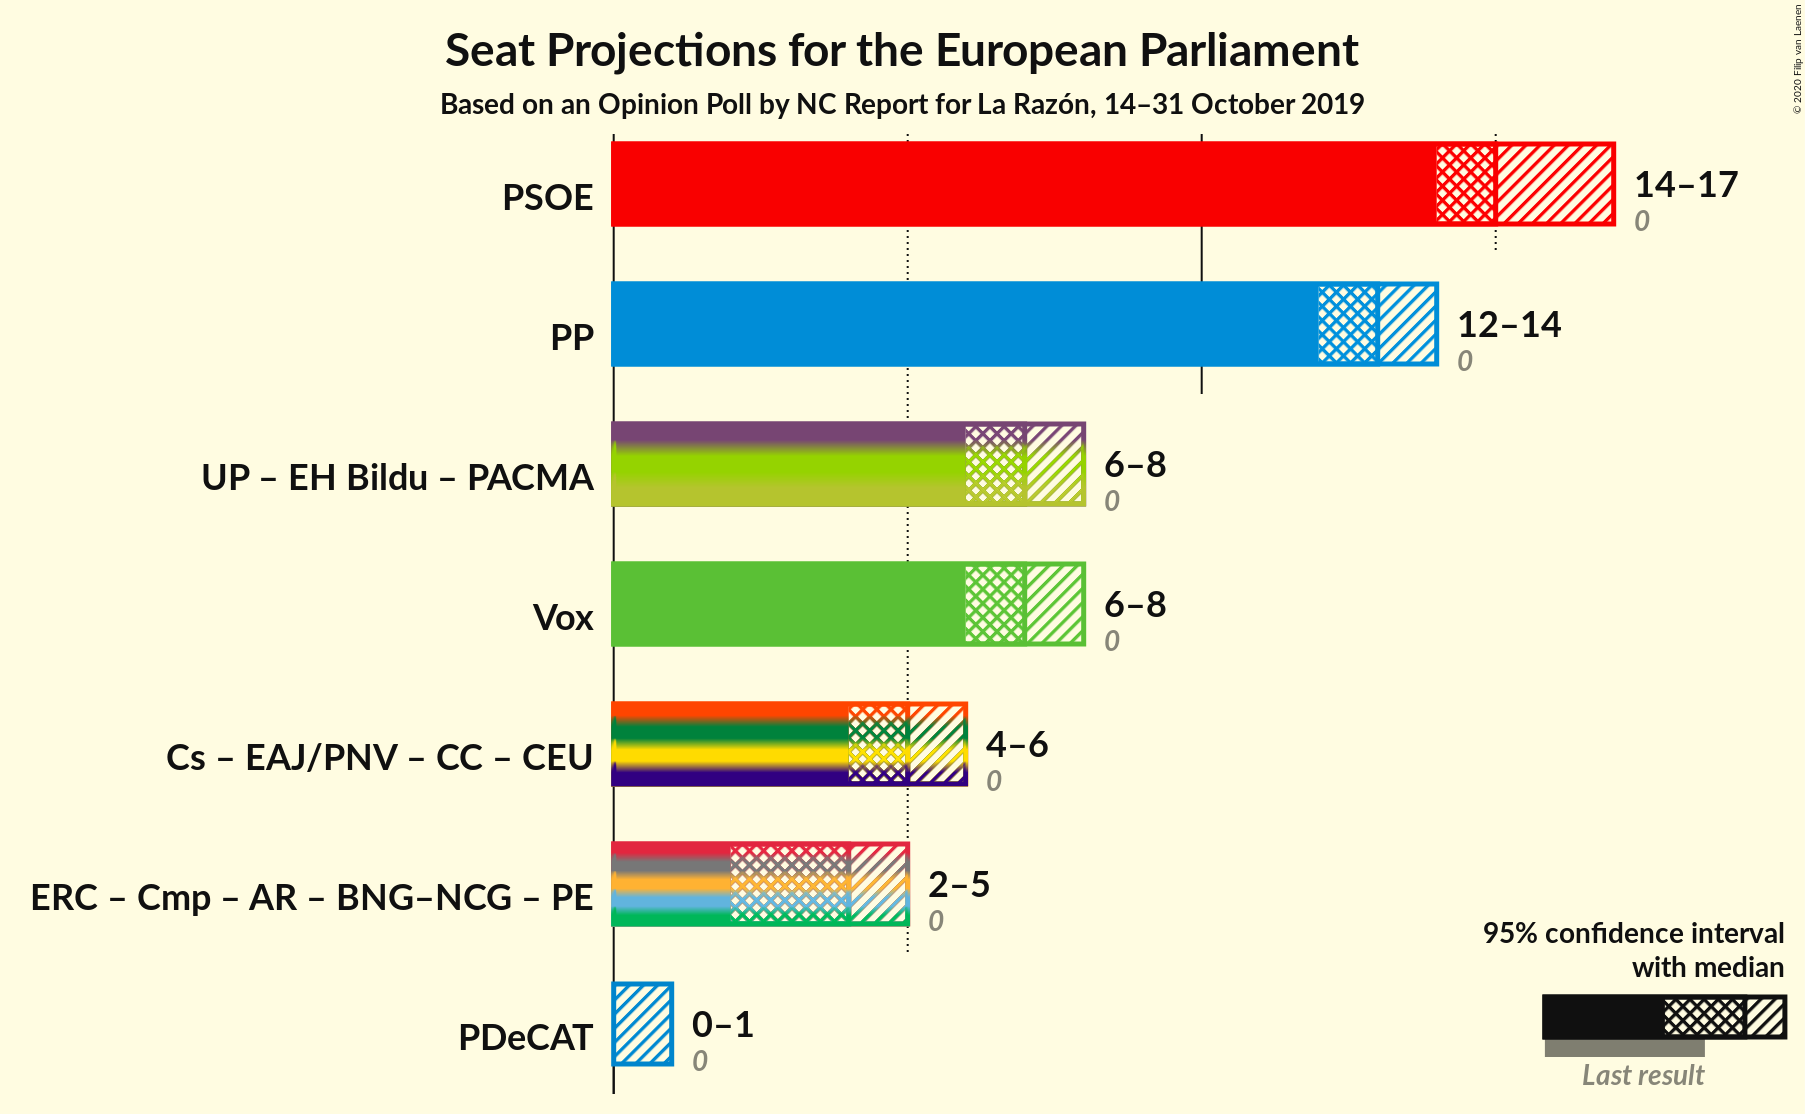 Seat Projections for the European Parliament
Based on an Opinion Poll by NC Report for La Razón, 14–31 October 2019
© 2020 Filip van Laenen
PSOE
14–17
0
PP
12–14
0
UP – EH Bildu – PACMA
6–8
0
Vox
6–8
0
Cs – EAJ/PNV – CC – CEU
4–6
0
ERC – Cmp – AR – BNG–NCG – PE
2–5
0
PDeCAT
0–1
0
95% confidence interval
with median
Last result